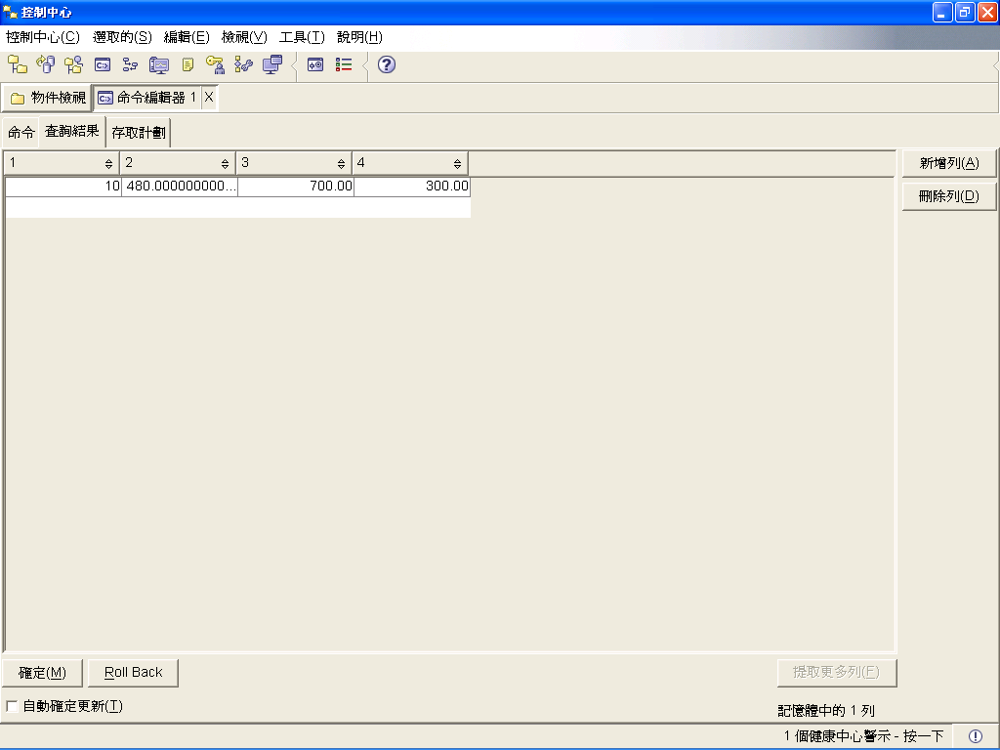 控制中心
控制中心(C) 選取的(S) 編輯(E) 檢視(V) 工具(T) 說明(H)
物件檢視 命令編輯器 1 X
命令 查詢結果 存取計劃
1 2 3 4
10 480.000000000... 700.00 300.00
新增列(A)
刪除列(D)
確定(M) Roll Back 提取更多列(F)
自動確定更新(T)
記憶體中的 1 列
1 個健康中心警示 - 按一下